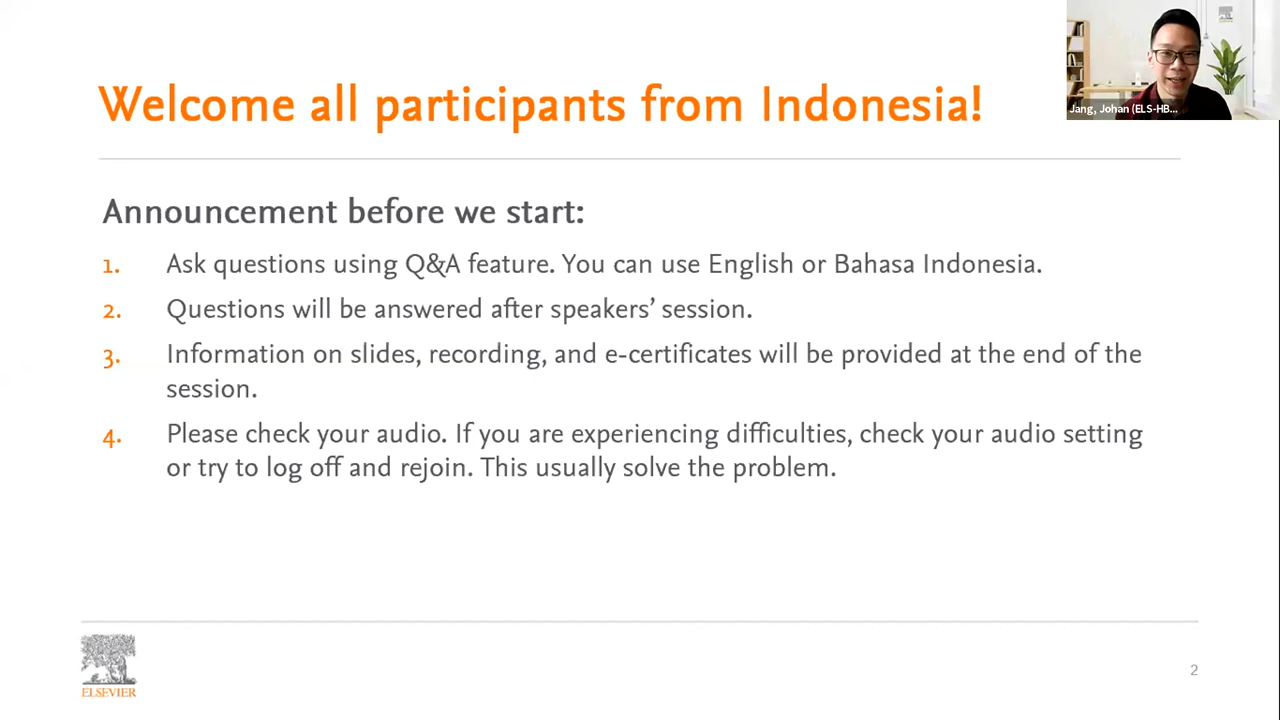 Welcome all participants from Indonesia!
Jang, Johan (ELS-HB...
Announcement before we start:
1. Ask questions using Q&A feature. You can use English or Bahasa Indonesia.
2. Questions will be answered after speakers’ session.
3. Information on slides, recording, and e-certificates will be provided at the end of the
session.
4. Please check your audio. If you are experiencing difficulties, check your audio setting
or try to log off and rejoin. This usually solve the problem.
ELSEVIER
2